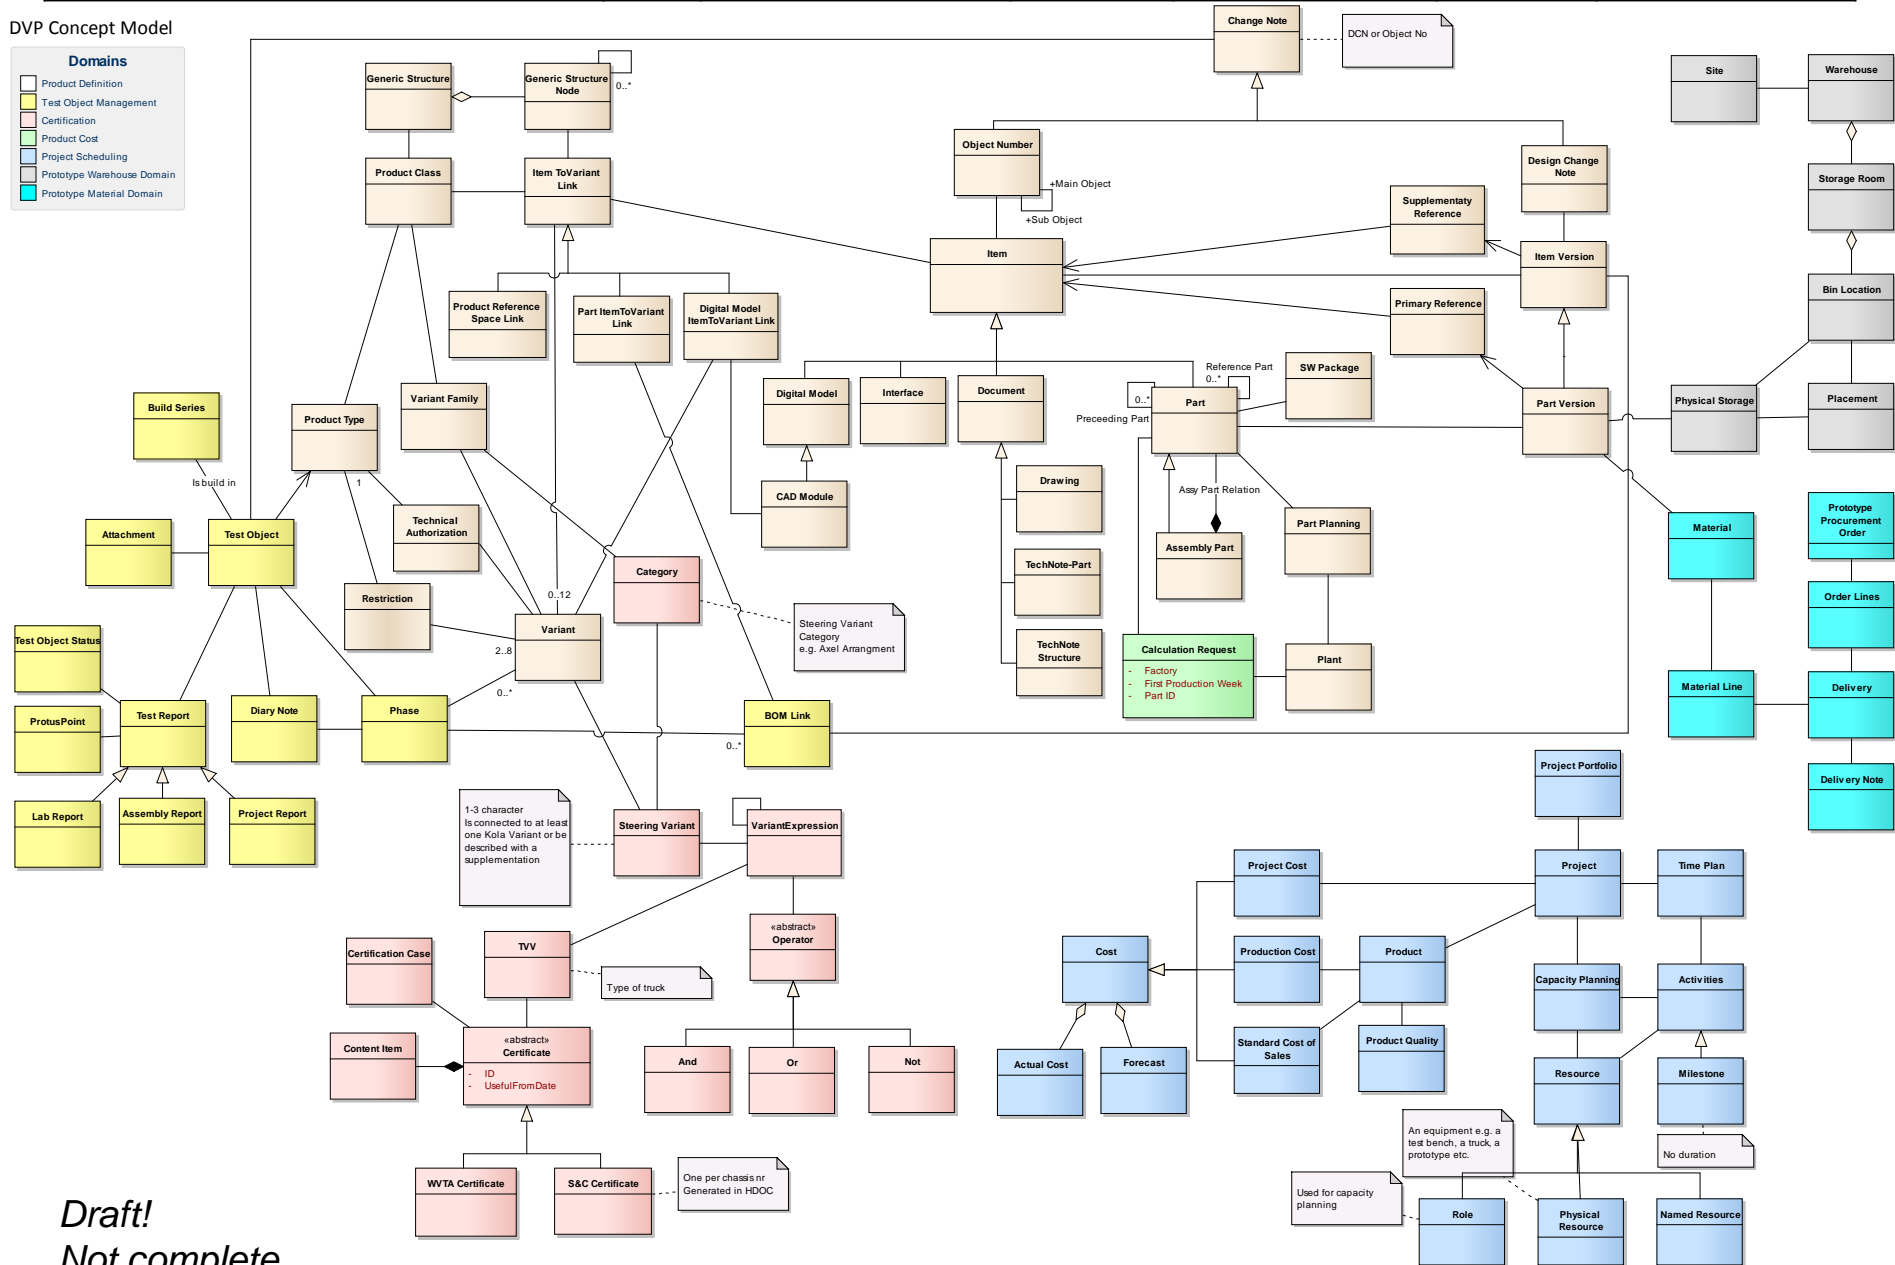 DVP Concept Model
Domains
Product Definition
Test Object Management
Certification
Product Cost
Project Scheduling
Prototype Warehouse Domain
Prototype Material Domain
Change Note
DCN or Object No
Generic Structure
Generic Structure
Node
0..*
Site
Warehouse
Object Number
+Main Object
+Sub Object
Design Change
Note
Product Class
Item ToVariant
Link
Storage Room
Supplementaty
Reference
Item
Item Version
Product Reference
Space Link
Part ItemToVariant
Link
Digital Model
ItemToVariant Link
Primary Reference
Bin Location
Build Series
Is build in
Product Type
1
Variant Family
Digital Model
Interface
Document
Reference Part
0..*
0..*
Preceeding Part
Part
SW Package
Part Version
Physical Storage
Placement
CAD Module
Drawing
Assy Part Relation
Part Planning
Attachment
Test Object
Technical
Authorization
Assembly Part
Material
Prototype
Procurement
Order
Restriction
Category
TechNote-Part
Order Lines
0..12
Variant
2..8
0..*
Steering Variant
Category
e.g. Axel Arrangment
TechNote
Structure
Calculation Request
- Factory
- First Production Week
- Part ID
Plant
Test Object Status
ProtusPoint
Test Report
Diary Note
Phase
BOM Link
0..*
Material Line
Delivery
Delivery Note
Lab Report
Assembly Report
Project Report
1-3 character
Is connected to at least
one Kola Variant or be
described with a
supplementation
Steering Variant
VariantExpression
Project Portfolio
Project Cost
Project
Time Plan
«abstract»
Operator
Certification Case
TVV
Type of truck
Cost
Production Cost
Product
Capacity Planning
Activities
Content Item
«abstract»
Certificate
- ID
- UsefulFromDate
And
Or
Not
Actual Cost
Forecast
Standard Cost of
Sales
Product Quality
Resource
Milestone
An equipment e.g. a
test bench, a truck, a
prototype etc.
No duration
WVTA Certificate
S&C Certificate
One per chassis nr
Generated in HDOC
Used for capacity
planning
Role
Physical
Resource
Named Resource
Draft!
Not complete